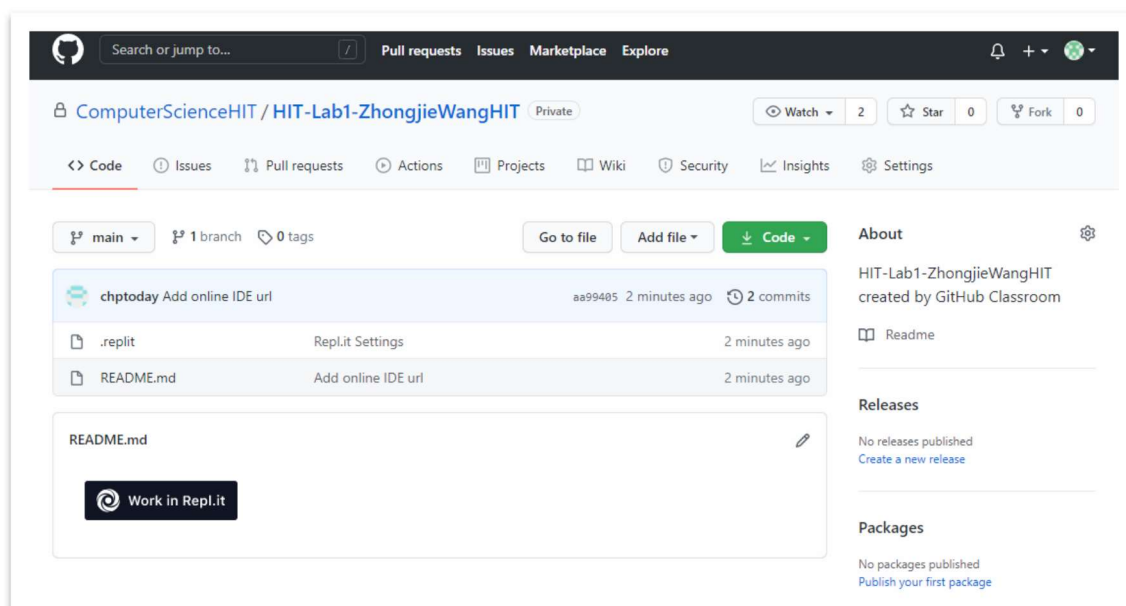 Search or jump to... / Pull requests Issues Marketplace Explore
ComputerScienceHIT / HIT-Lab1-ZhongjieWangHIT Private
Watch 2 Star 0 Fork 0
<> Code Issues Pull requests Actions Projects Wiki Security Insights Settings
main 1 branch 0 tags
Go to file Add file Code
chptoday Add online IDE url aa99405 2 minutes ago 2 commits
.replit Repl.it Settings 2 minutes ago
README.md Add online IDE url 2 minutes ago
README.md
Work in Repl.it
About
HIT-Lab1-ZhongjieWangHIT
created by GitHub Classroom
Readme
Releases
No releases published
Create a new release
Packages
No packages published
Publish your first package